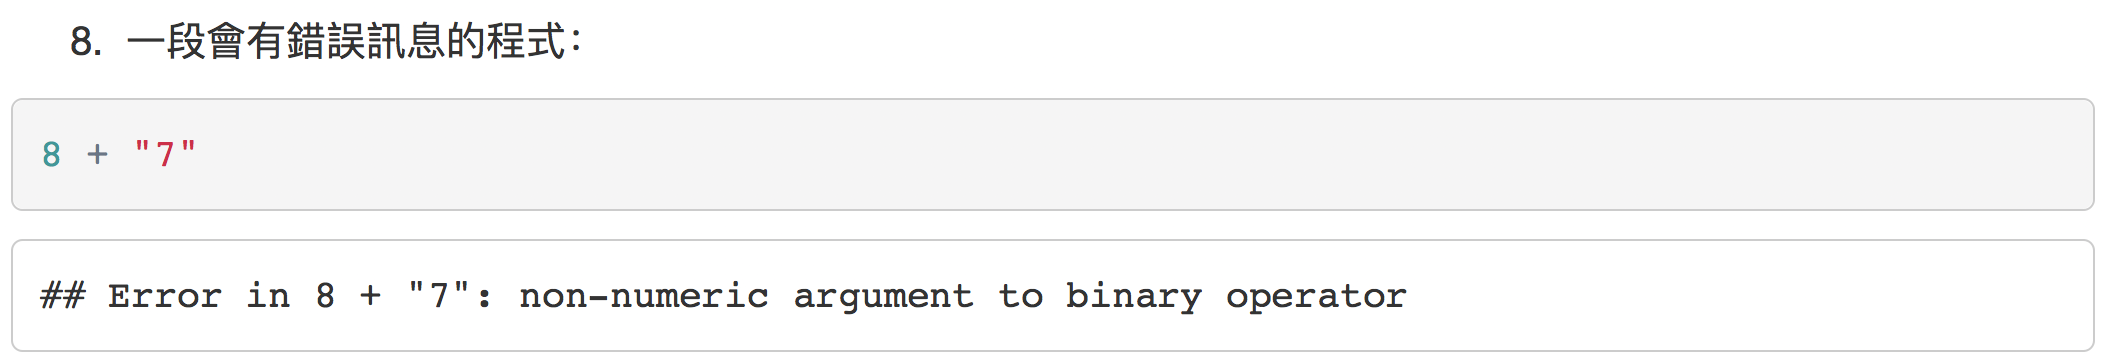 8. 一段會有錯誤訊息的程式：
8 + "7"
## Error in 8 + "7": non-numeric argument to binary operator